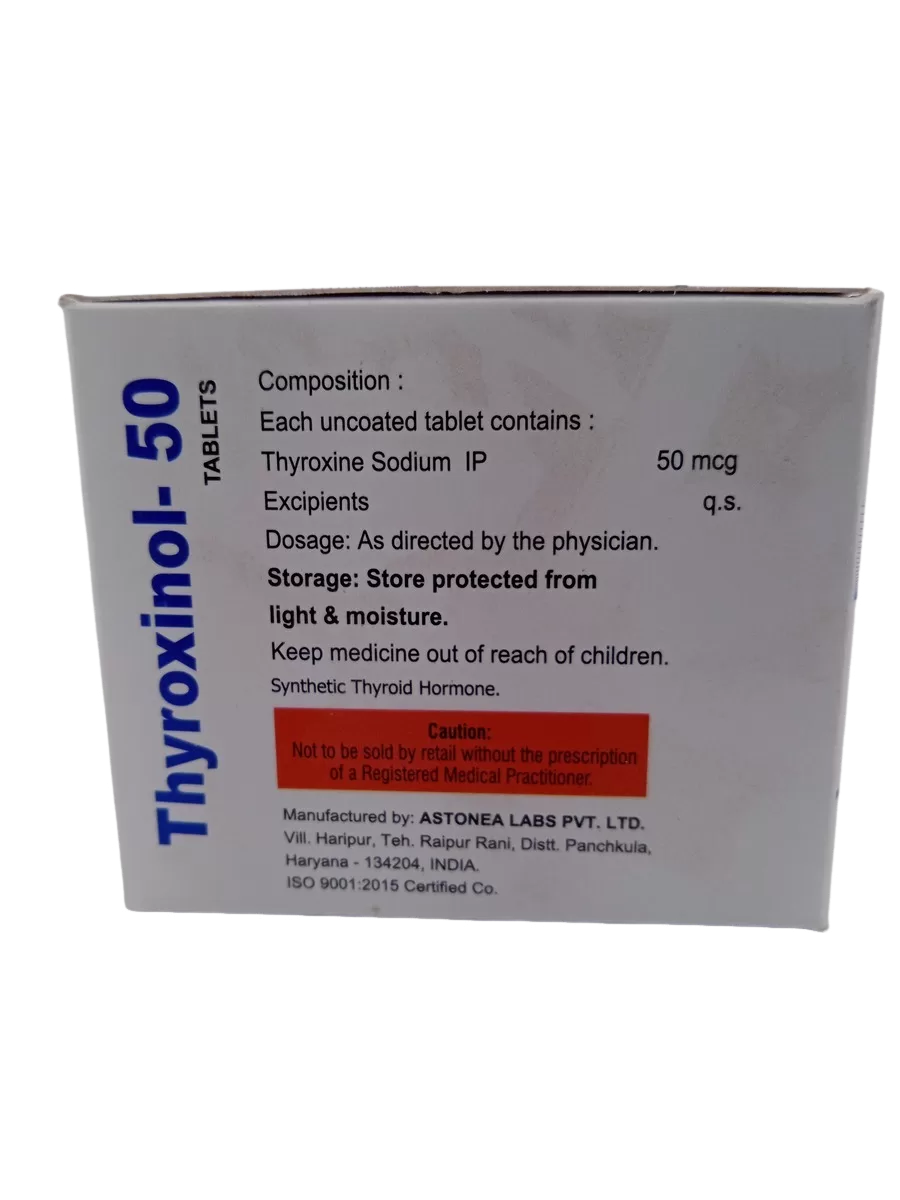 Thyroxinol- 50
TABLETS
Composition :
Each uncoated tablet contains :
Thyroxine Sodium IP 50 mcg
Excipients q.s.
Dosage: As directed by the physician.
Storage: Store protected from
light & moisture.
Keep medicine out of reach of children.
Synthetic Thyroid Hormone.
Caution:
Not to be sold by retail without the prescription
of a Registered Medical Practitioner.
Manufactured by: ASTONEA LABS PVT. LTD.
Vill. Haripur, Teh. Raipur Rani, Distt. Panchkula,
Haryana - 134204, INDIA.
ISO 9001:2015 Certified Co.